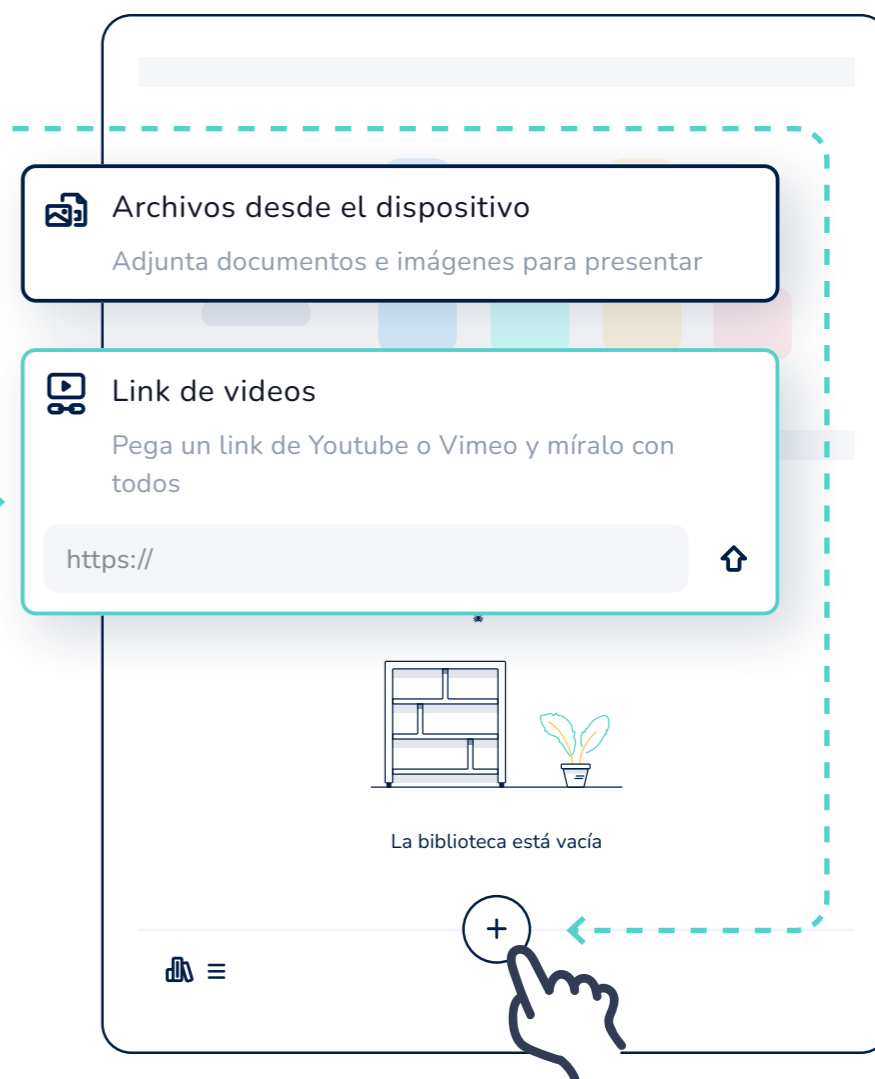 Archivos desde el dispositivo
Adjunta documentos e imágenes para presentar
Link de videos
Pega un link de Youtube o Vimeo y míralo con
todos
https://
La biblioteca está vacía